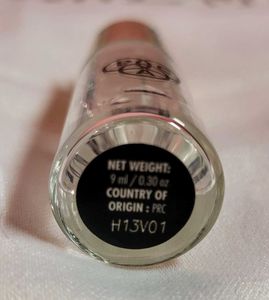 NET WEIGHT:
9 ml / 0.30 oz
COUNTRY OF
ORIGIN : PRC
H13V01